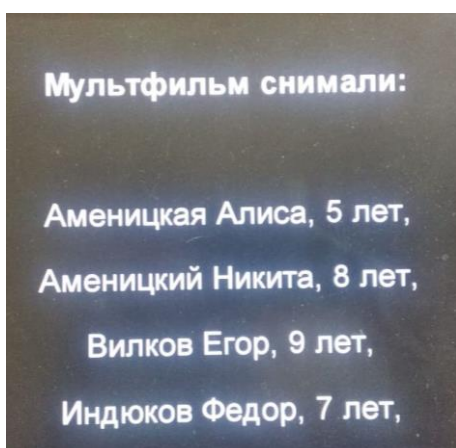 Мультфильм снимали:
Аменицкая Алиса, 5 лет,
Аменицкий Никита, 8 лет,
Вилков Егор, 9 лет,
Индюков Федор, 7 лет,